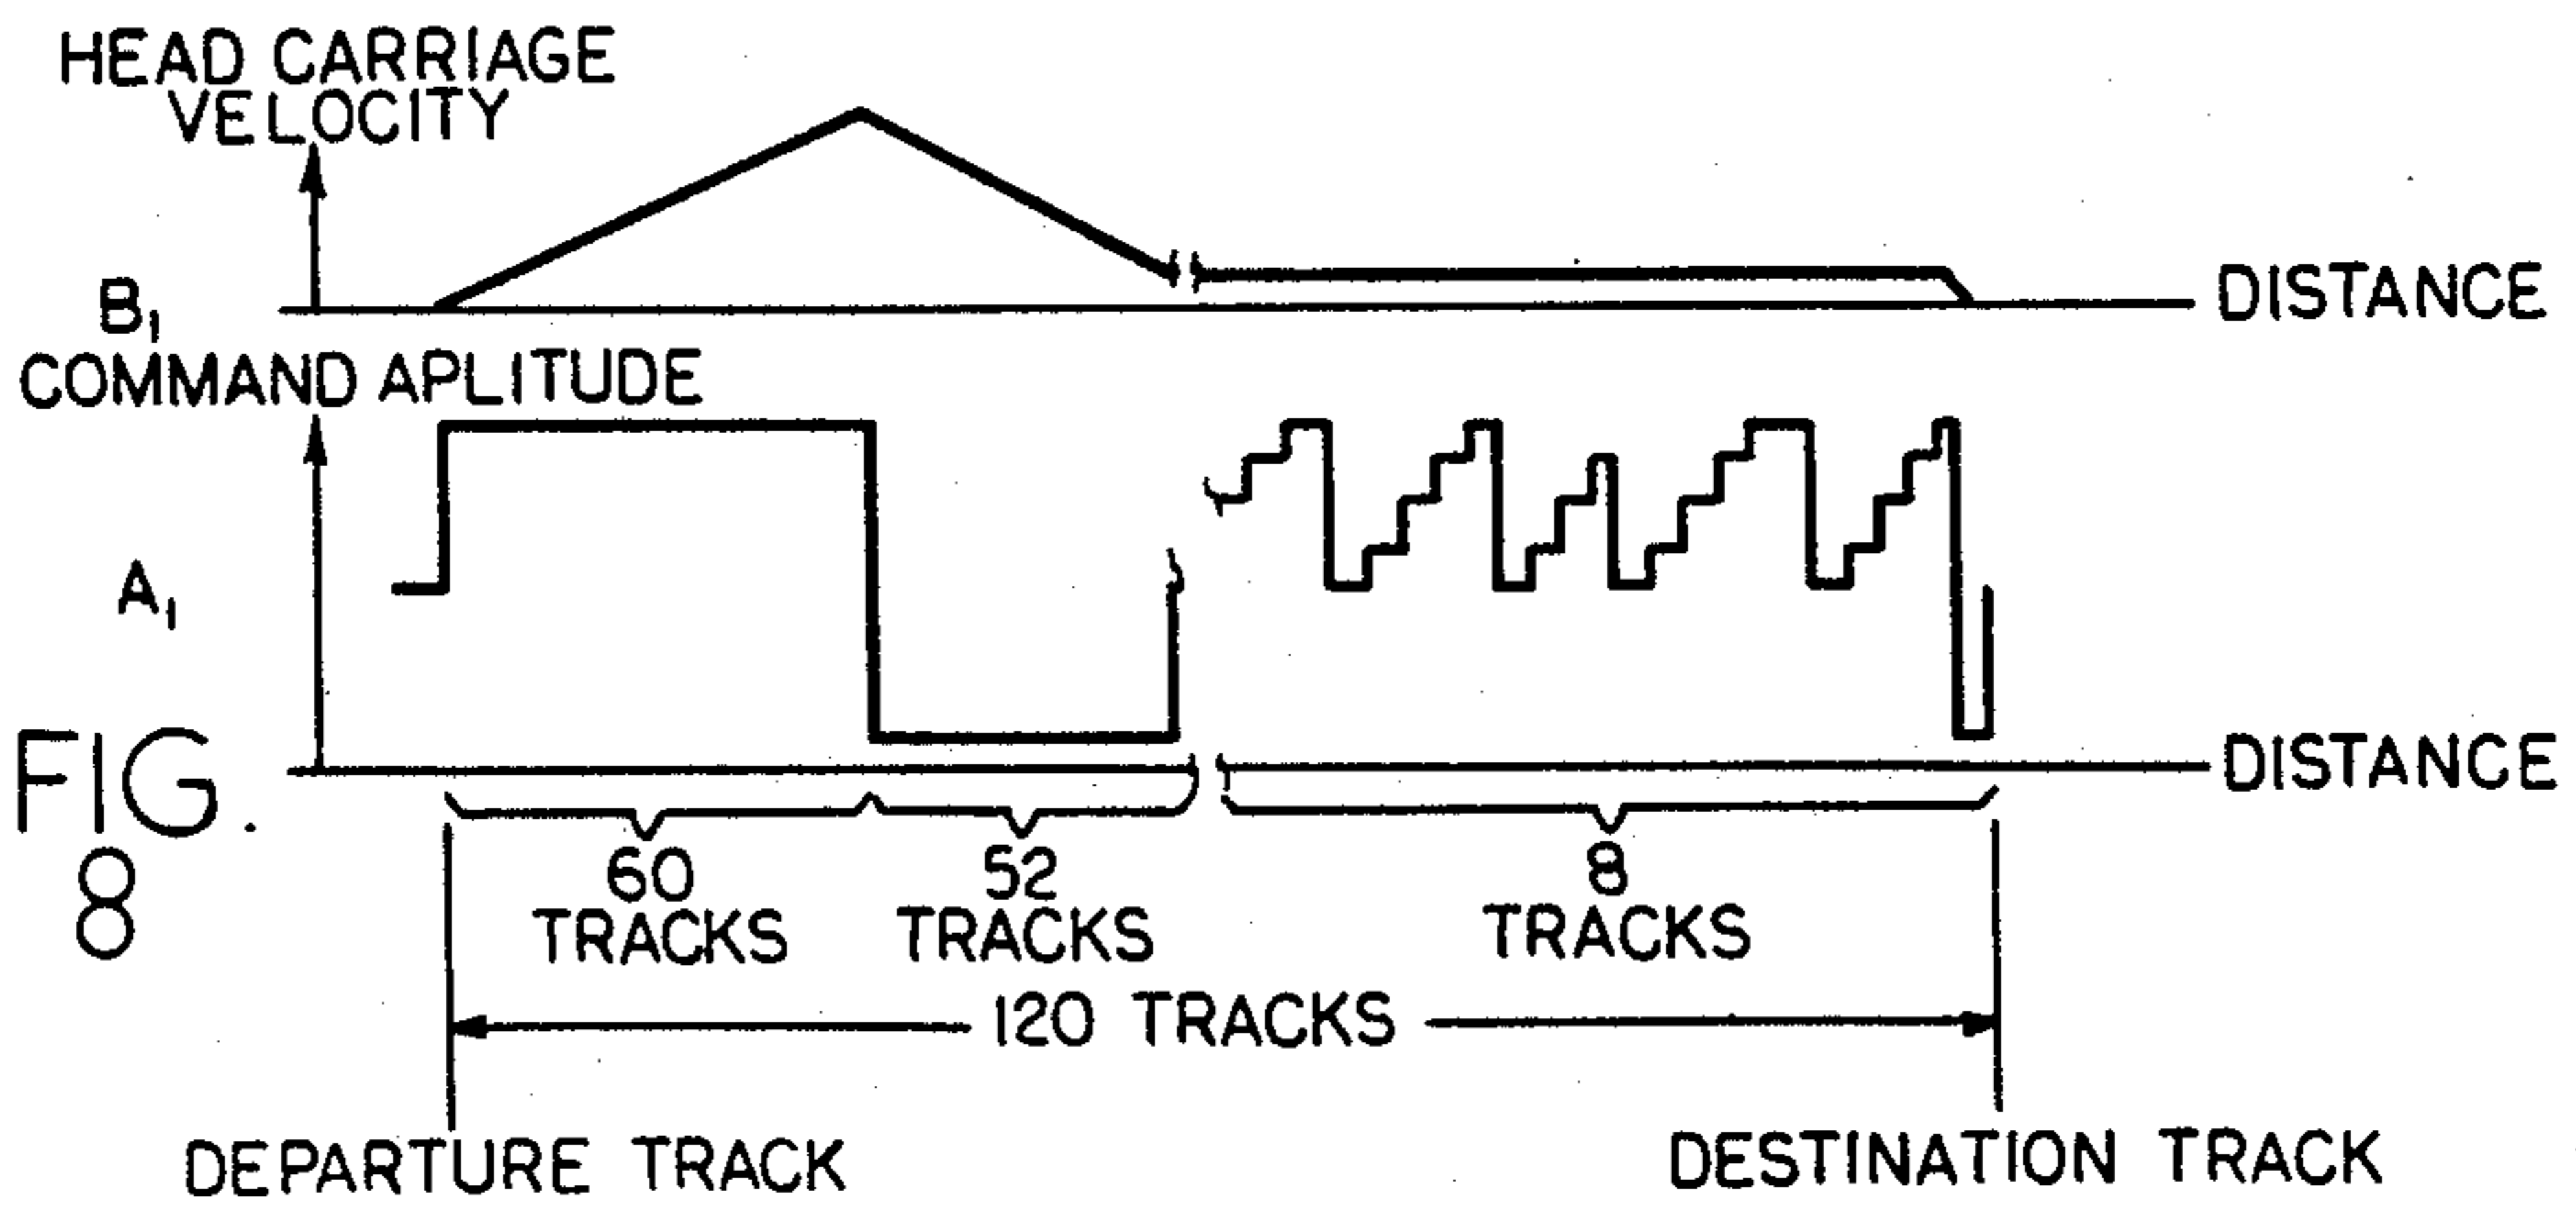 HEAD CARRIAGE
VELOCITY
B1
DISTANCE
COMMAND APLITUDE
A1
DISTANCE
FIG.
8
60
TRACKS
52
TRACKS
8
TRACKS
120 TRACKS
DEPARTURE TRACK
DESTINATION TRACK